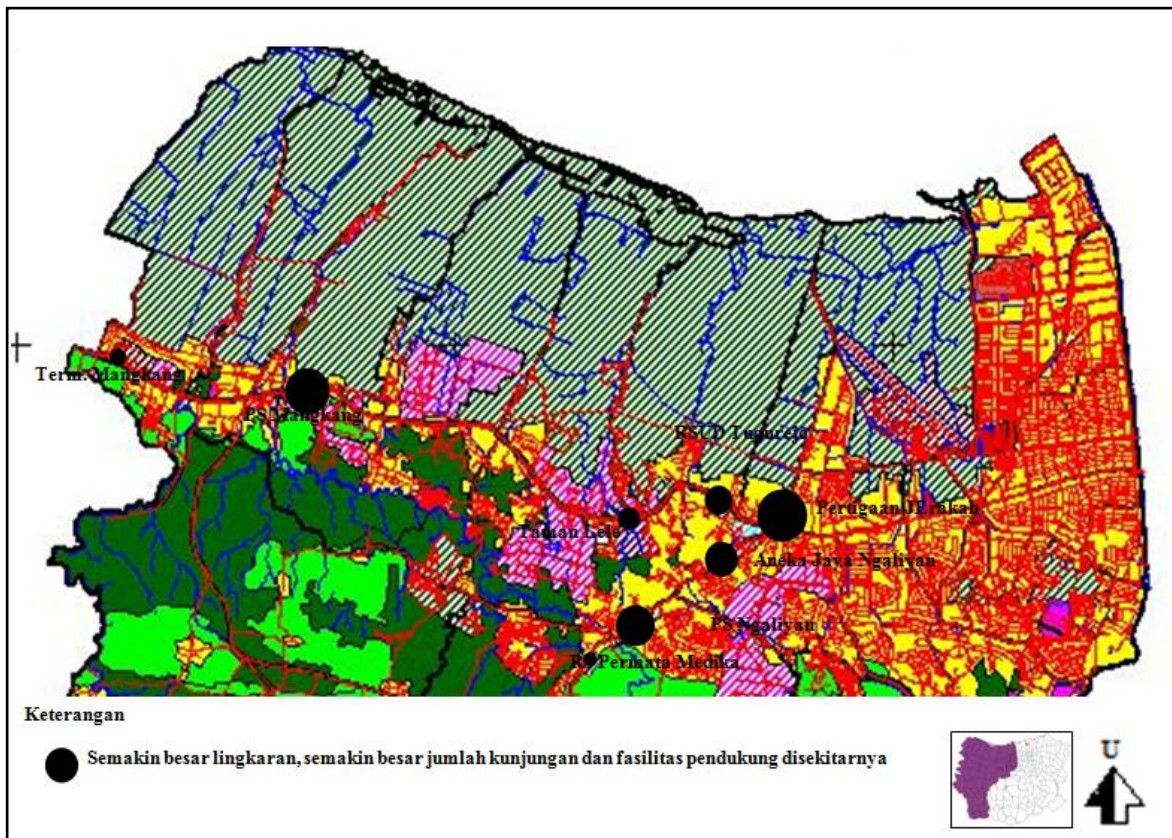 Term. Mangkang
PS Mangkang
RSUD Tugurejo
Taman Lele
Pertigaan JErakah
Aneka Jaya Ngaliyan
PS Ngaliyan
RS Permata Medika
Keterangan
Semakin besar lingkaran, semakin besar jumlah kunjungan dan fasilitas pendukung disekitarnya
U